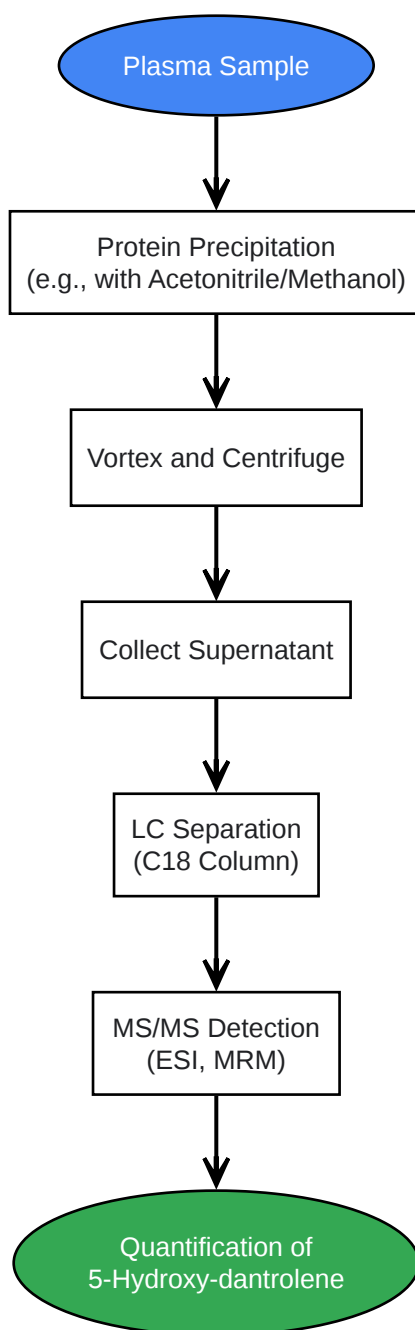 Plasma Sample
Protein Precipitation
(e.g., with Acetonitrile/Methanol)
Vortex and Centrifuge
Collect Supernatant
LC Separation
(C18 Column)
MS/MS Detection
(ESI, MRM)
Quantification of
5-Hydroxy-dantrolene